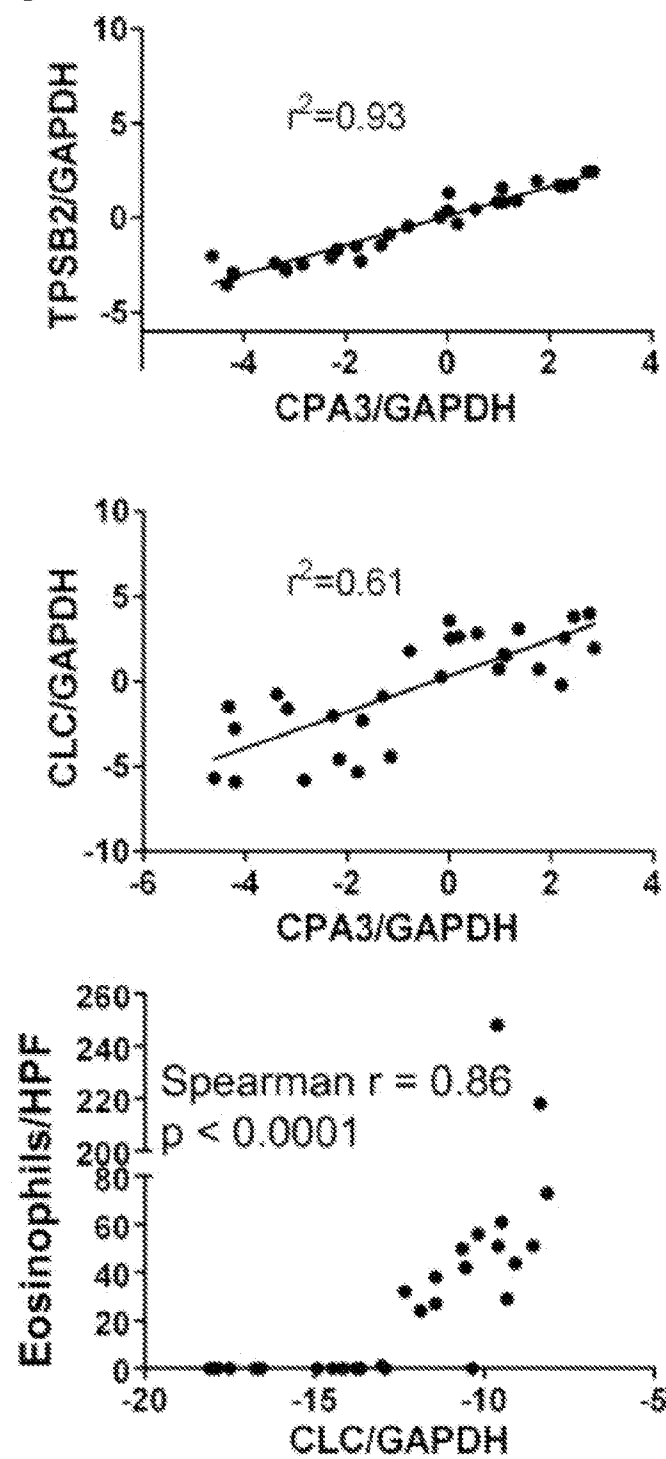 10
5
0
-5
TPSB2/GAPDH
r²=0.93
-4 -2 0 2 4
CPA3/GAPDH
10
5
0
-5
-10
CLC/GAPDH
r²=0.61
-6 -4 -2 0 2 4
CPA3/GAPDH
260
240
220
200
80
60
40
20
0
Eosinophils/HPF
Spearman r = 0.86
p < 0.0001
-20 -15 -10 -5
CLC/GAPDH